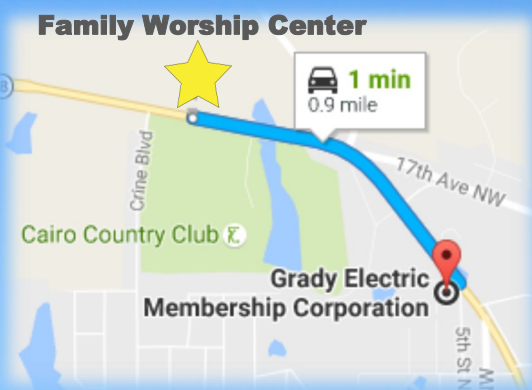 Family Worship Center
1 min
0.9 mile
17th Ave NW
Crine Blvd
Cairo Country Club
Grady Electric
Membership Corporation
5th St N